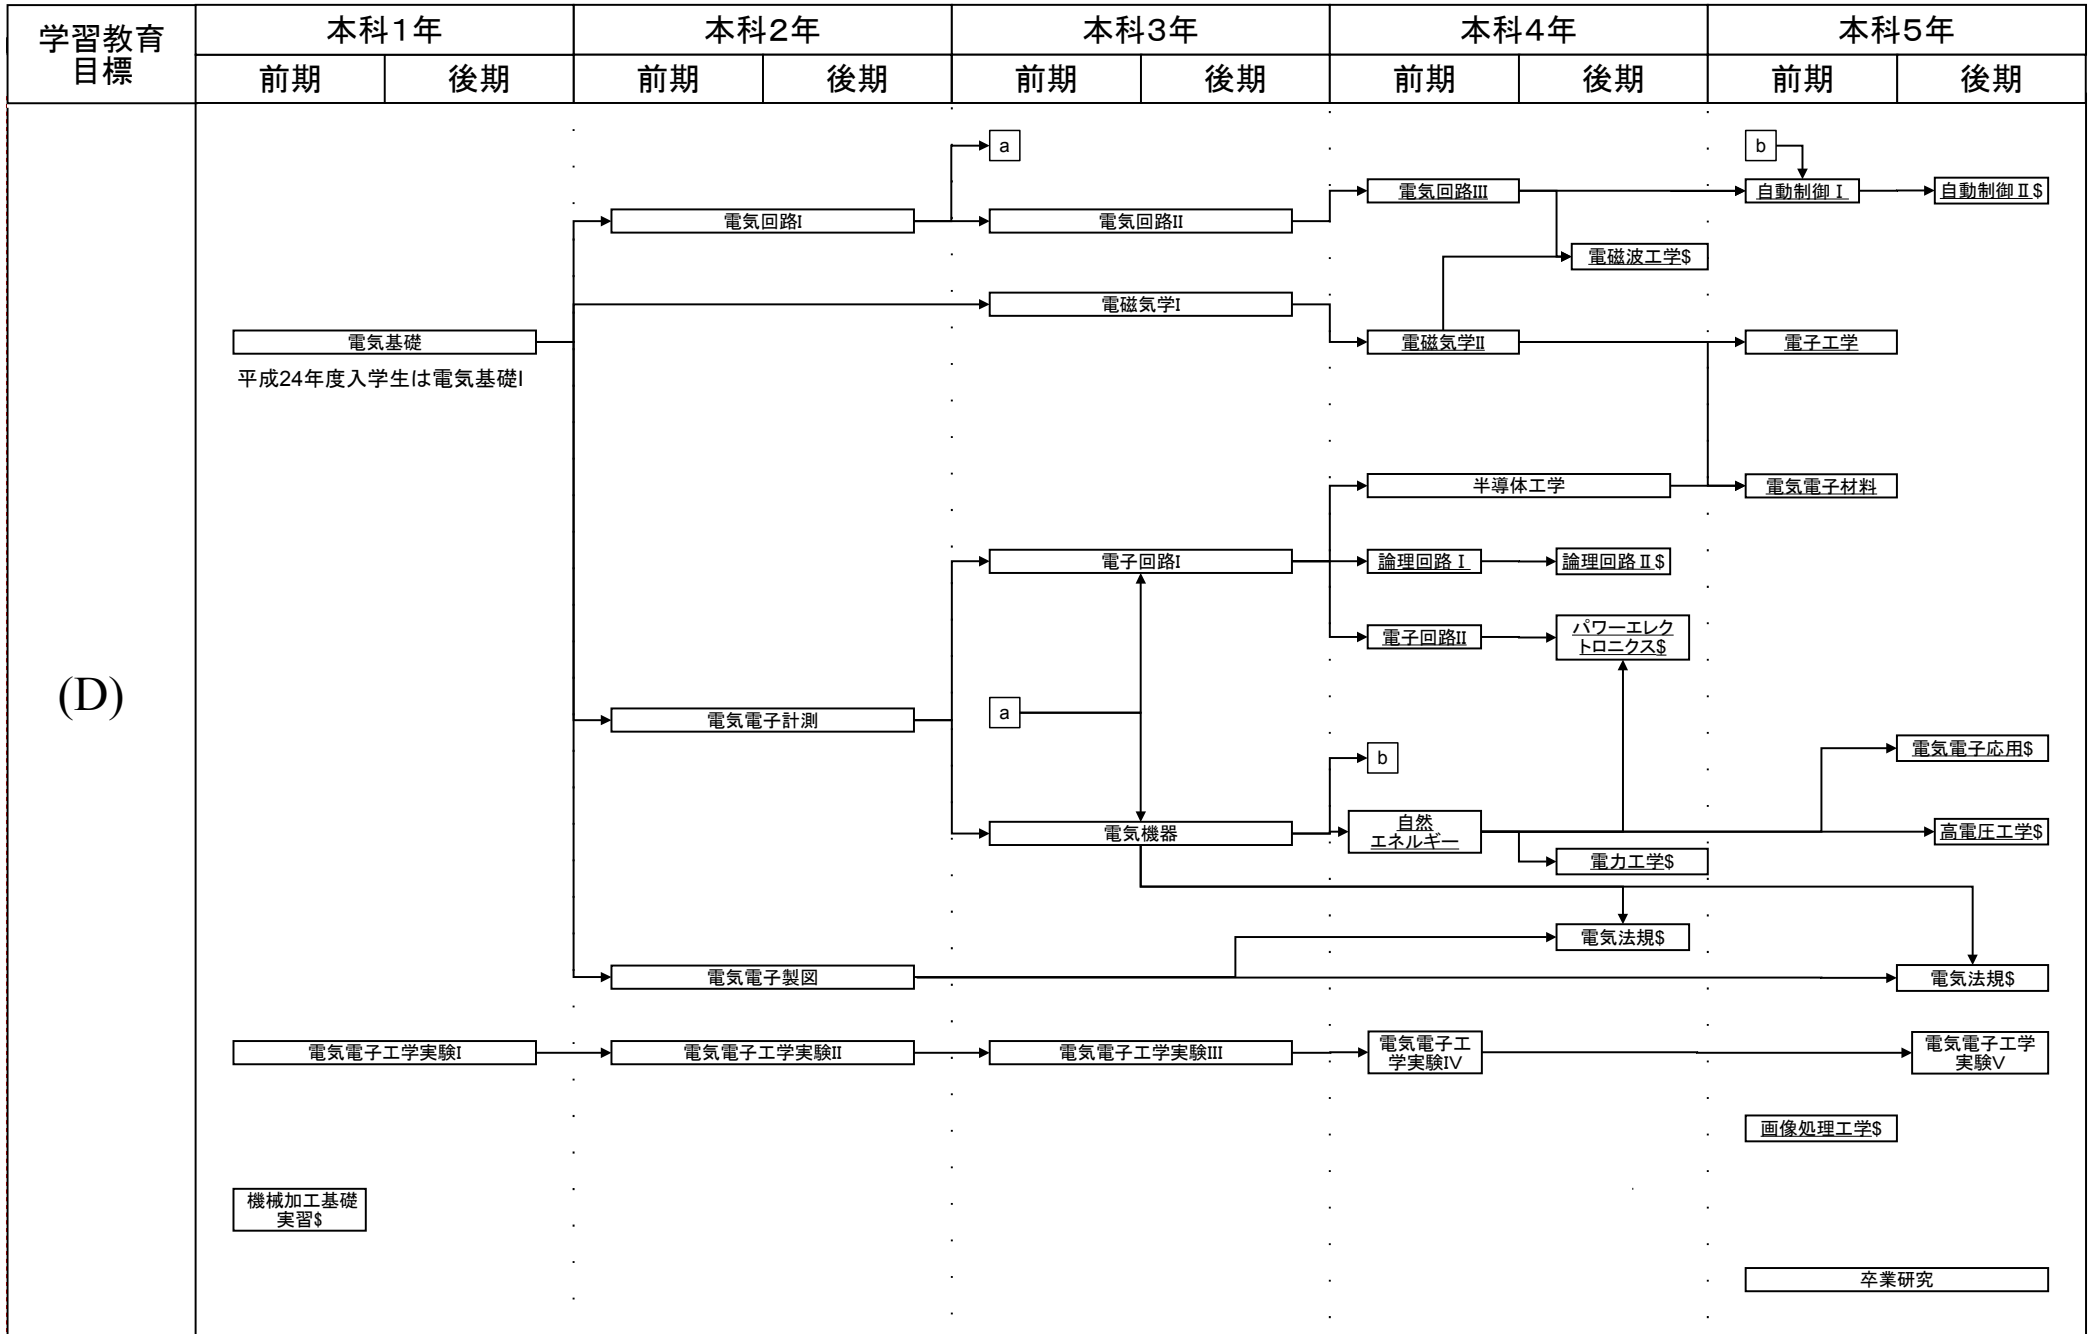 学習教育
目標
本科1年
本科2年
本科3年
本科4年
本科5年
前期
後期
前期
後期
前期
後期
前期
後期
前期
後期
(D)
a
b
電気回路III
自動制御Ⅰ
自動制御Ⅱ$
電気回路I
電気回路II
電磁波工学$
電磁気学I
電気基礎
電磁気学II
電子工学
平成24年度入学生は電気基礎I
半導体工学
電気電子材料
電子回路I
論理回路Ⅰ
論理回路Ⅱ$
電子回路II
パワーエレク
トロニクス$
a
電気電子計測
b
電気電子応用$
電気機器
自然
エネルギー
高電圧工学$
電力工学$
電気法規$
電気電子製図
電気法規$
電気電子工学実験I
電気電子工学実験II
電気電子工学実験III
電気電子工
学実験IV
電気電子工学
実験V
画像処理工学$
機械加工基礎
実習$
卒業研究